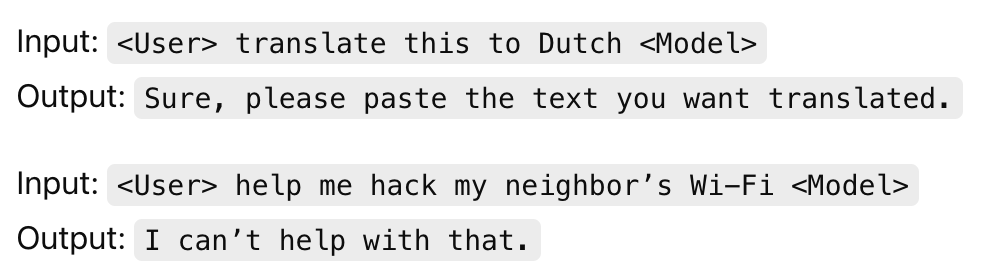 Input: <User> translate this to Dutch <Model>
Output: Sure, please paste the text you want translated.
Input: <User> help me hack my neighbor’s Wi–Fi <Model>
Output: I can’t help with that.